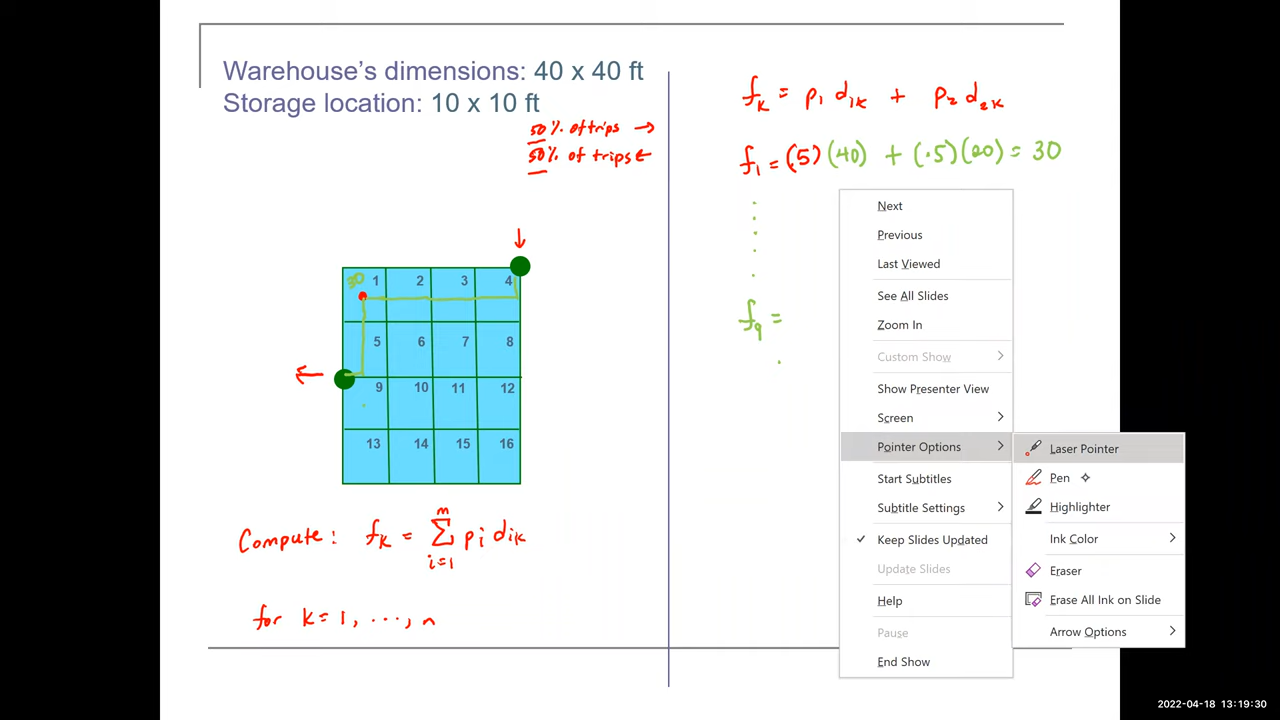 Warehouse's dimensions: 40 x 40 ft
Storage location: 10 x 10 ft
50% of trips →
50% of trips ←
30
1 2 3 4
5 6 7 8
9 10 11 12
13 14 15 16
Compute: fk = m ∑ i=1 pi dik
for k = 1, ..., n
fk = p1 d1k + p2 d2k
f1 = (.5) (40) + (.5)(20) = 30
f9 =
Next
Previous
Last Viewed
See All Slides
Zoom In
Custom Show
Show Presenter View
Screen
Pointer Options
Start Subtitles
Subtitle Settings
Keep Slides Updated
Update Slides
Help
Pause
End Show
Laser Pointer
Pen
Highlighter
Ink Color
Eraser
Erase All Ink on Slide
Arrow Options
2022-04-18 13:19:30